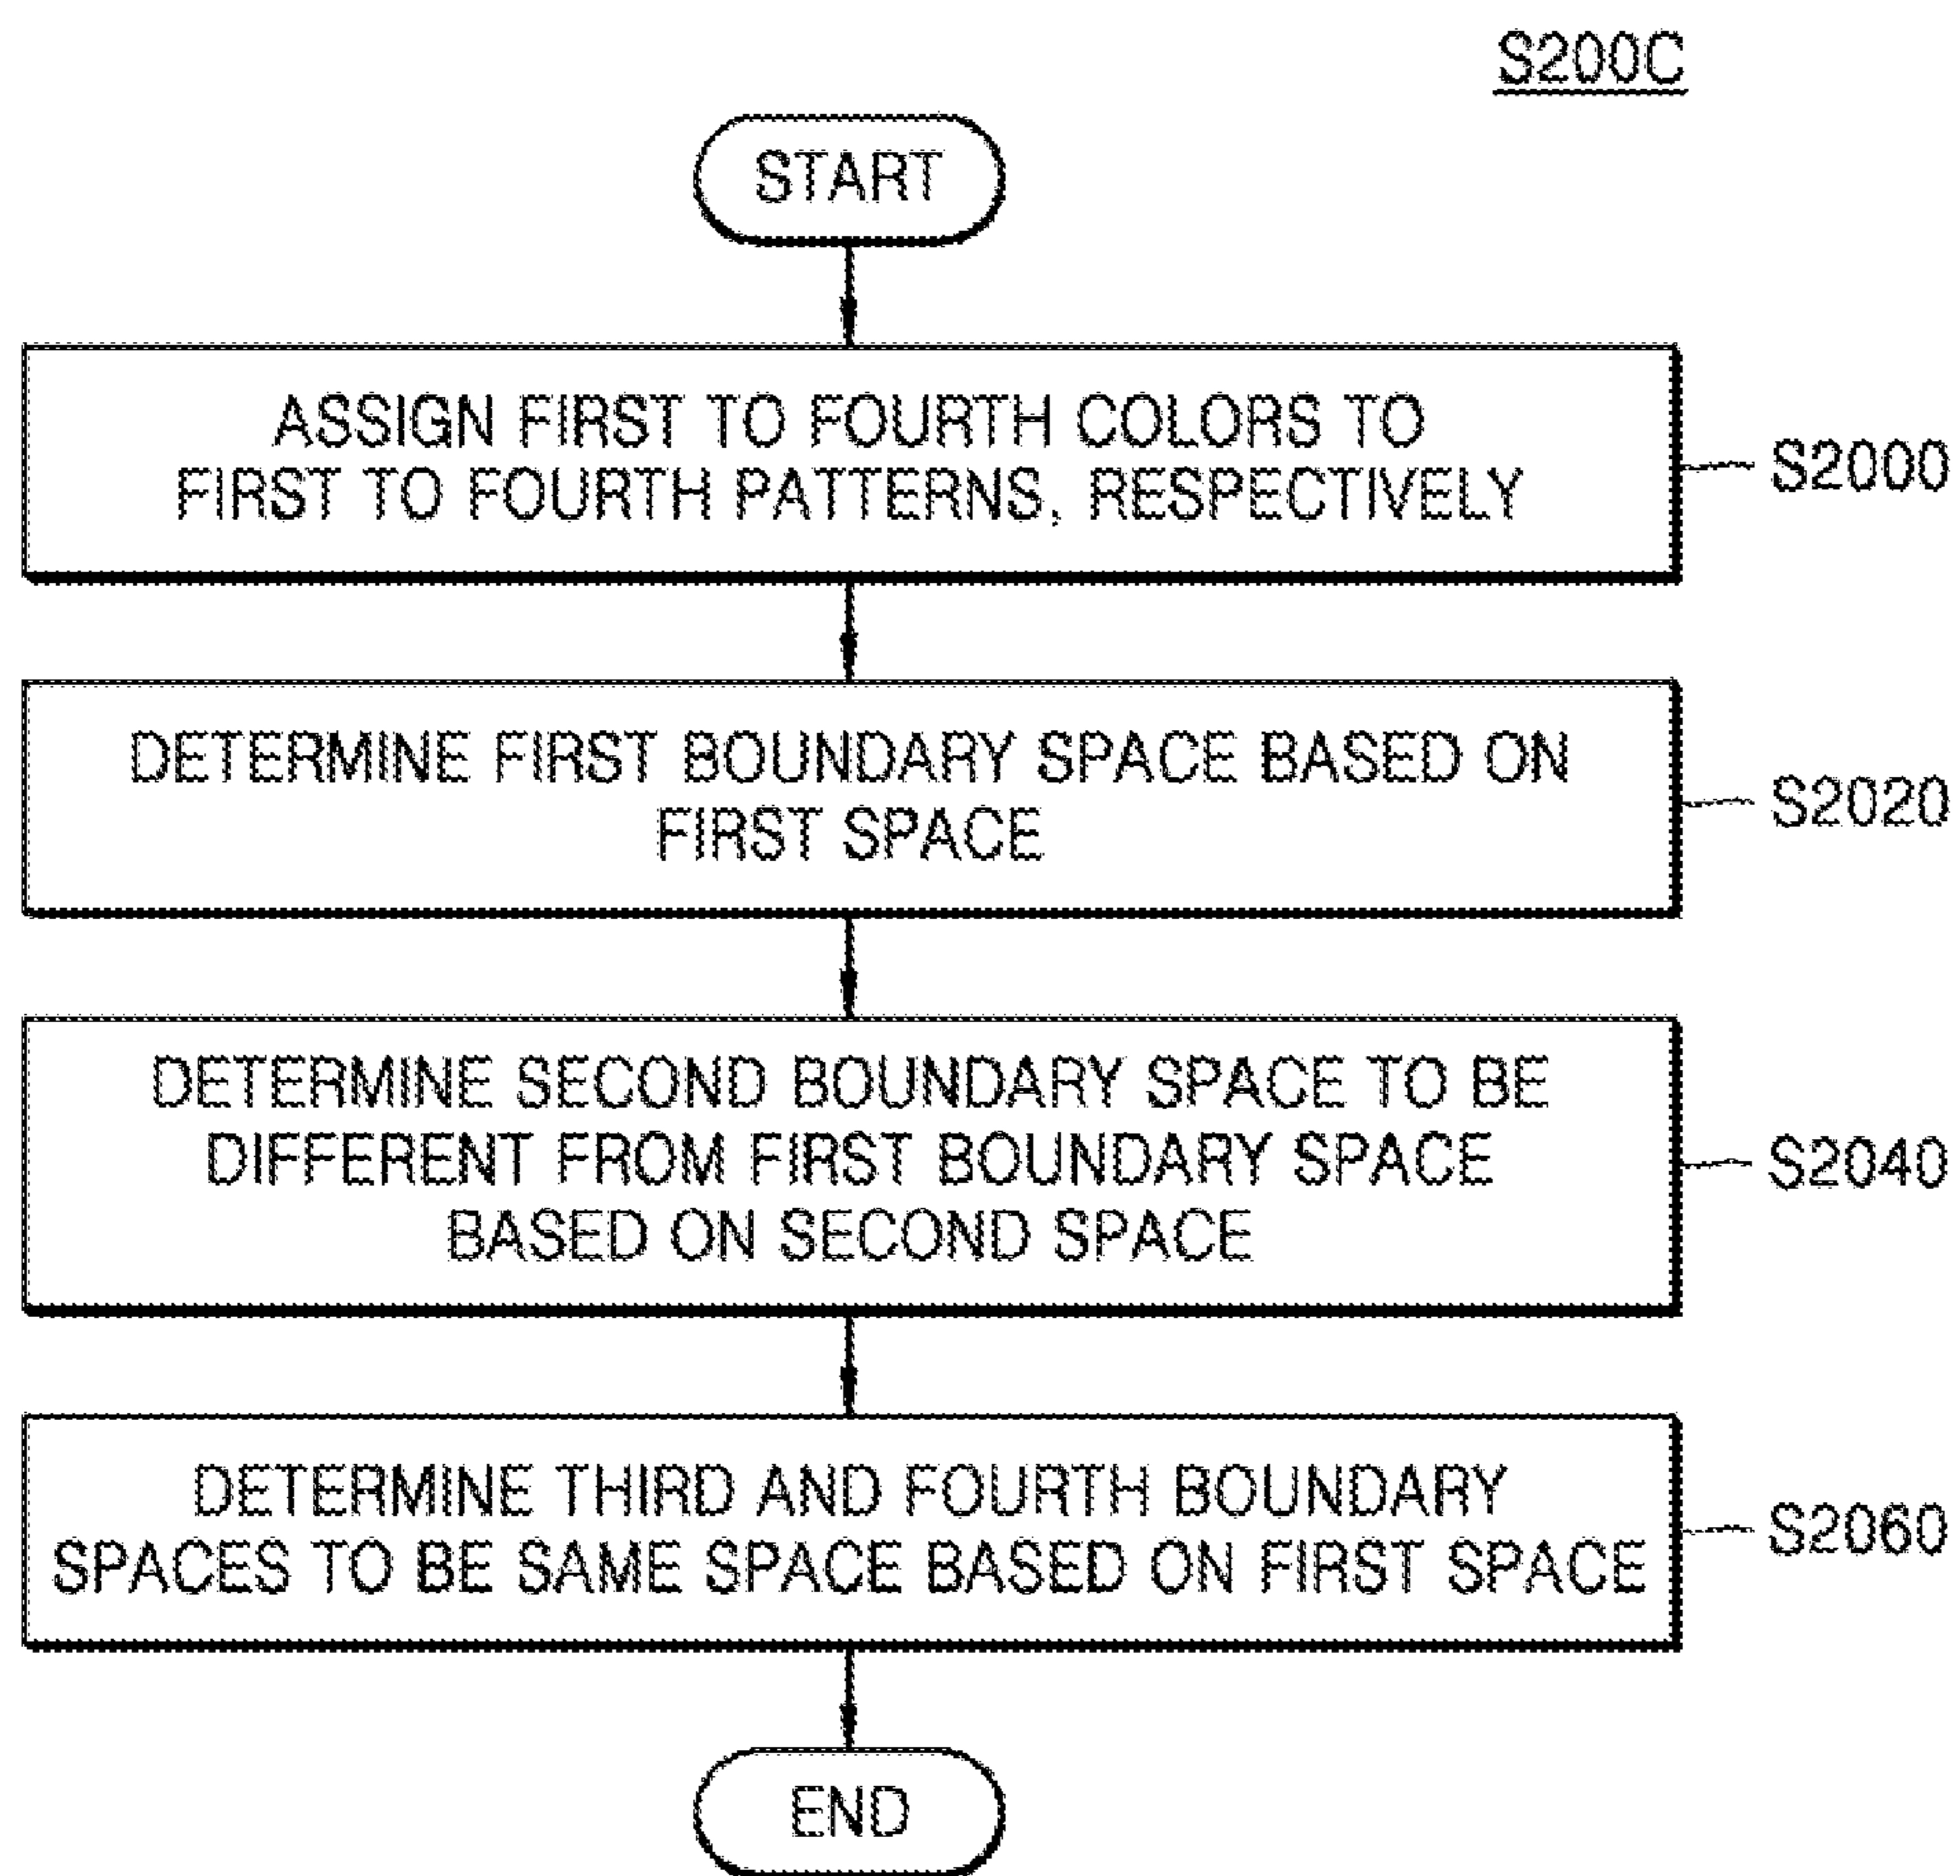 S200C
START
ASSIGN FIRST TO FOURTH COLORS TO
FIRST TO FOURTH PATTERNS, RESPECTIVELY
S2000
DETERMINE FIRST BOUNDARY SPACE BASED ON
FIRST SPACE
S2020
DETERMINE SECOND BOUNDARY SPACE TO BE
DIFFERENT FROM FIRST BOUNDARY SPACE
BASED ON SECOND SPACE
S2040
DETERMINE THIRD AND FOURTH BOUNDARY
SPACES TO BE SAME SPACE BASED ON FIRST SPACE
S2060
END